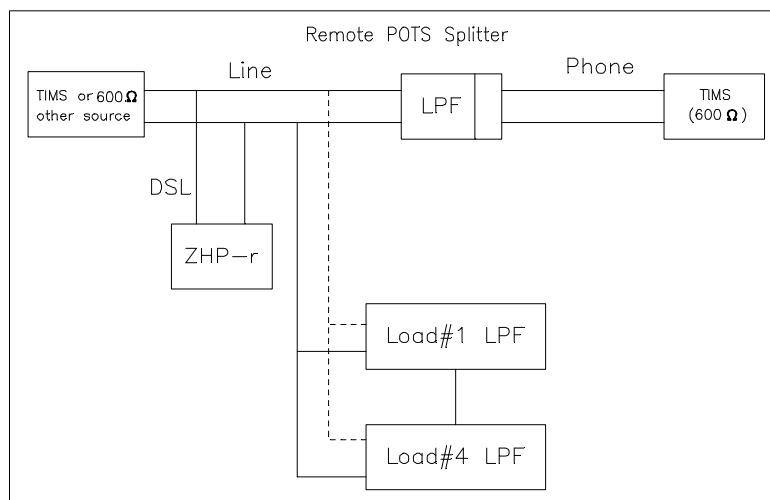 Remote POTS Splitter
Line
Phone
TIMS or 600Ω
other source
LPF
TIMS
(600 Ω)
DSL
ZHP-r
Load#1 LPF
Load#4 LPF